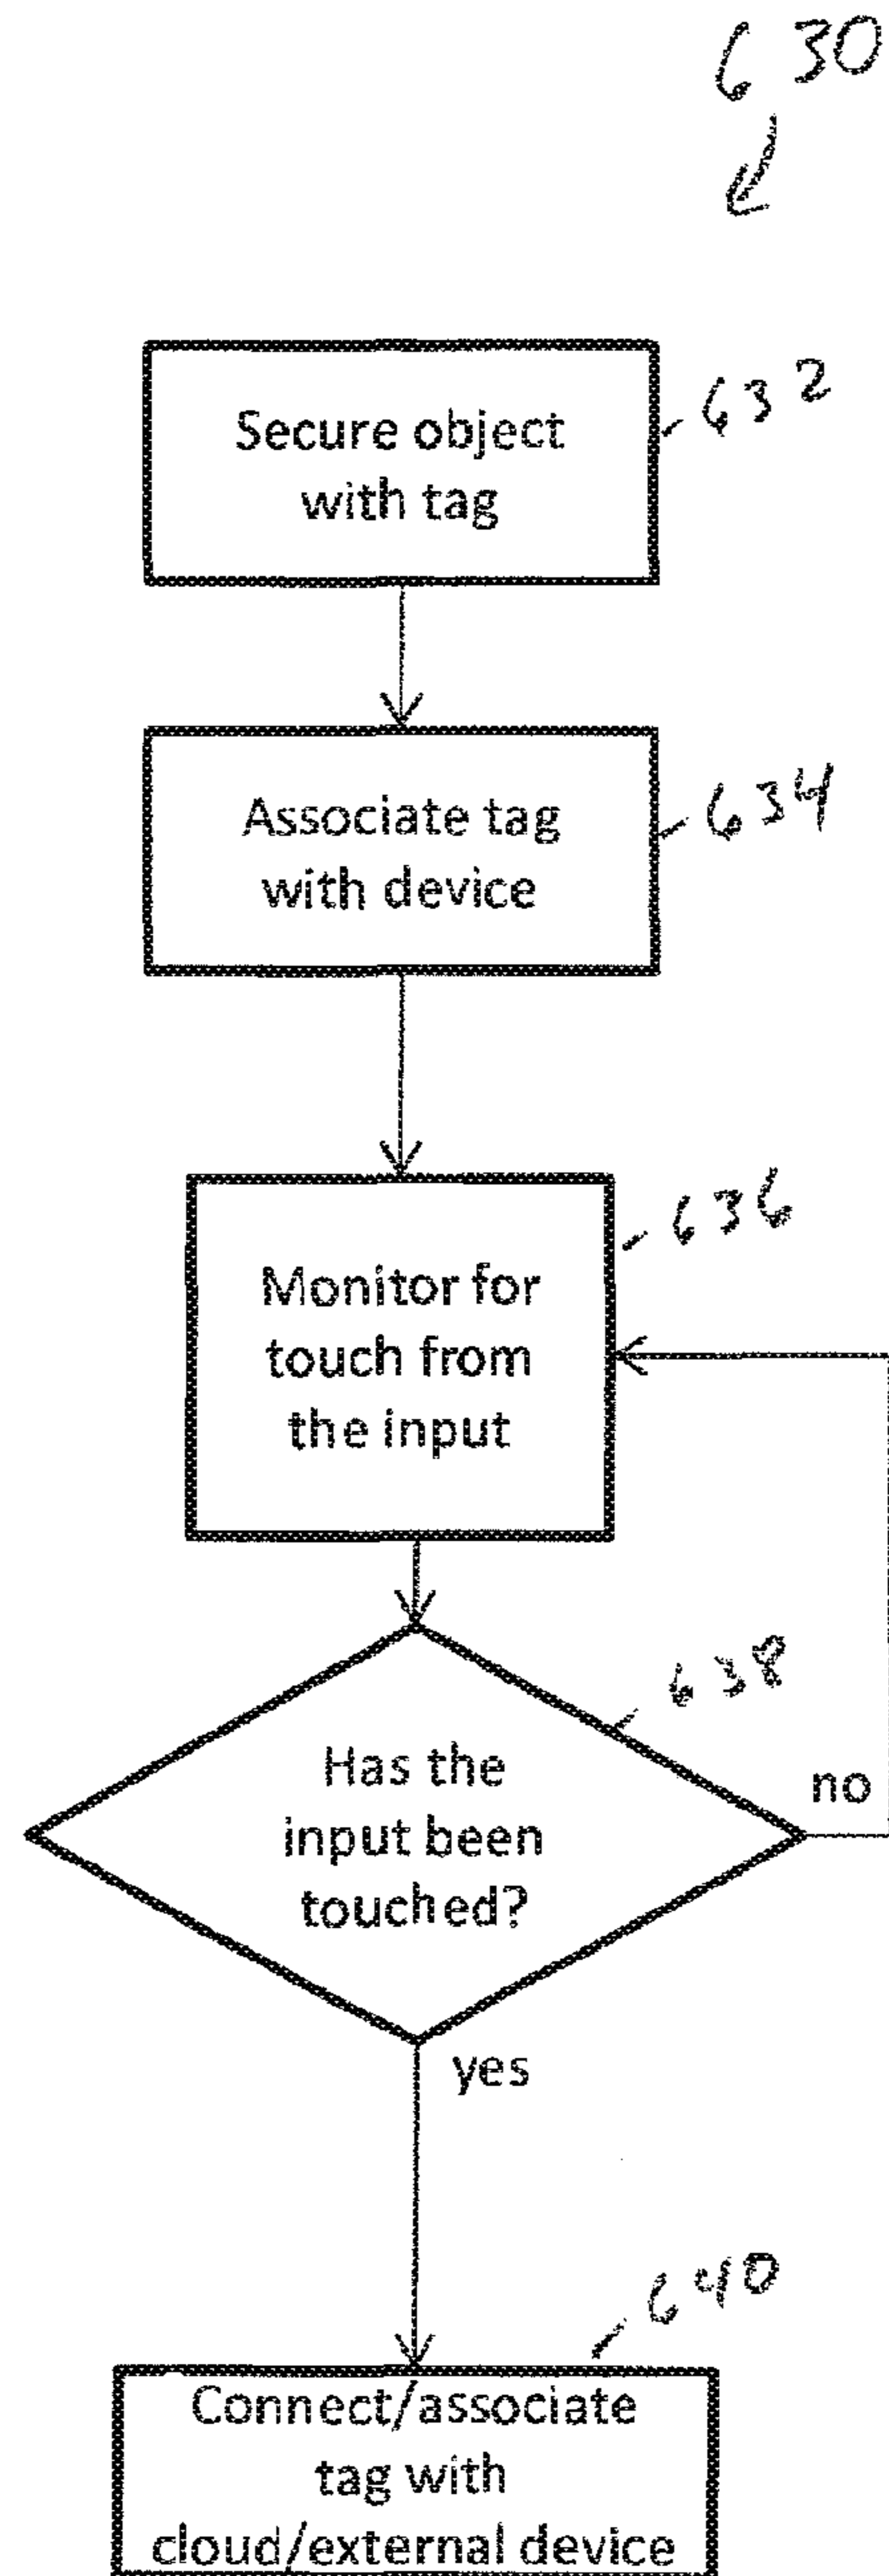 630
Secure object
with tag
632
Associate tag
with device
634
636
Monitor for
touch from
the input
638
Has the
input been
touched?
no
yes
640
Connect/associate
tag with
cloud/external device